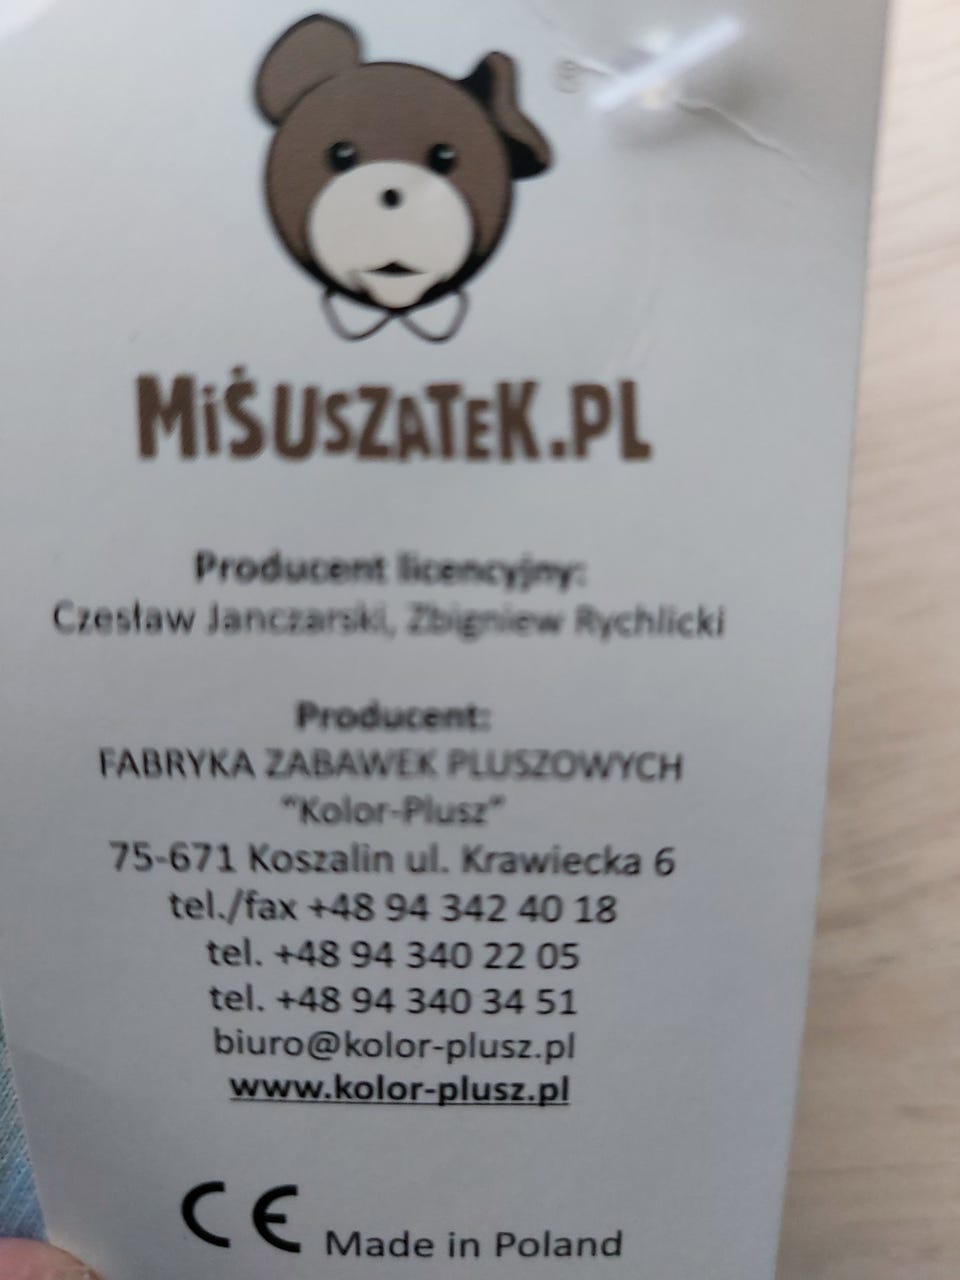 ®
MiŚUSZATEK.PL
Producent licencyjny:
Czesław Janczarski, Zbigniew Rychlicki
Producent:
FABRYKA ZABAWEK PLUSZOWYCH
"Kolor-Plusz"
75-671 Koszalin ul. Krawiecka 6
tel./fax +48 94 342 40 18
tel. +48 94 340 22 05
tel. +48 94 340 34 51
biuro@kolor-plusz.pl
www.kolor-plusz.pl
CE Made in Poland